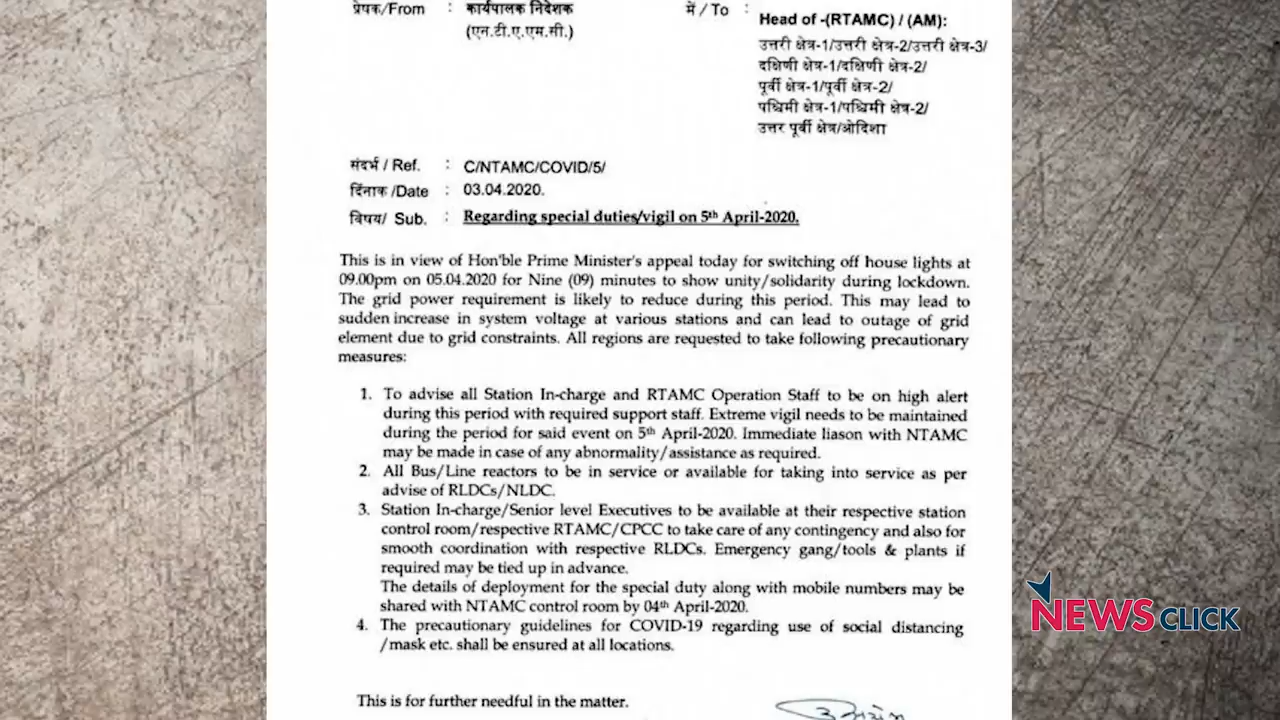 प्रेषक/From : कार्यपालक निदेशक
(एन.टी.ए.एम.सी.)
में / To :
Head of -(RTAMC) / (AM):
उत्तरी क्षेत्र-1/उत्तरी क्षेत्र-2/उत्तरी क्षेत्र-3/
दक्षिणी क्षेत्र-1/दक्षिणी क्षेत्र-2/
पूर्वी क्षेत्र-1/पूर्वी क्षेत्र-2/
पश्चिमी क्षेत्र-1/पश्चिमी क्षेत्र-2/
उत्तर पूर्वी क्षेत्र/ओदिशा
संदर्भ / Ref. : C/NTAMC/COVID/5/
दिंनाक /Date : 03.04.2020.
विषय/ Sub. : Regarding special duties/vigil on 5th April-2020.
This is in view of Hon'ble Prime Minister's appeal today for switching off house lights at
09.00pm on 05.04.2020 for Nine (09) minutes to show unity/solidarity during lockdown.
The grid power requirement is likely to reduce during this period. This may lead to
sudden increase in system voltage at various stations and can lead to outage of grid
element due to grid constraints. All regions are requested to take following precautionary
measures:
1. To advise all Station In-charge and RTAMC Operation Staff to be on high alert
during this period with required support staff. Extreme vigil needs to be maintained
during the period for said event on 5th April-2020. Immediate liason with NTAMC
may be made in case of any abnormality/assistance as required.
2. All Bus/Line reactors to be in service or available for taking into service as per
advise of RLDCs/NLDC.
3. Station In-charge/Senior level Executives to be available at their respective station
control room/respective RTAMC/CPCC to take care of any contingency and also for
smooth coordination with respective RLDCs. Emergency gang/tools & plants if
required may be tied up in advance.
The details of deployment for the special duty along with mobile numbers may be
shared with NTAMC control room by 04th April-2020.
4. The precautionary guidelines for COVID-19 regarding use of social distancing
/mask etc. shall be ensured at all locations.
This is for further needful in the matter.
NEWSCLICK